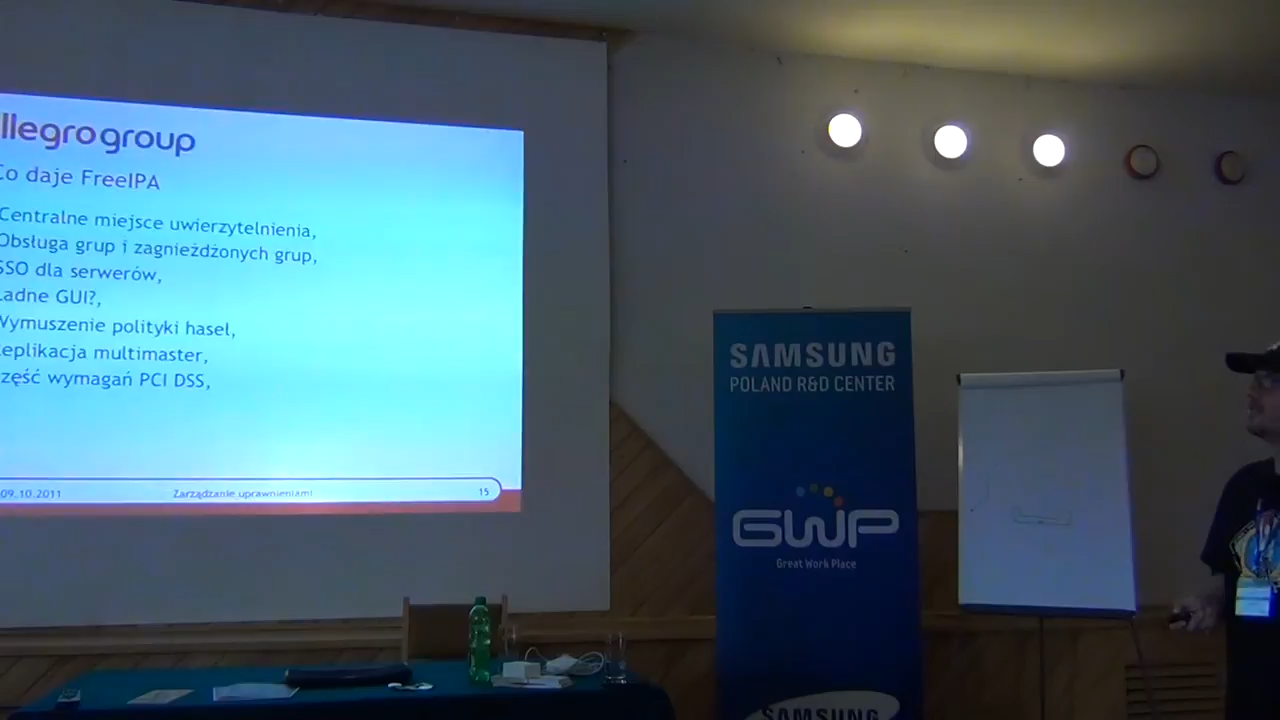 llegrogroup
Co daje FreeIPA
Centralne miejsce uwierzytelnienia,
Obsługa grup i zagnieżdżonych grup,
SSO dla serwerów,
Ładne GUI?,
Wymuszenie polityki haseł,
Replikacja multimaster,
zęść wymagań PCI DSS,
09.10.2011
Zarządzanie uprawnieniami
15
SAMSUNG
POLAND R&D CENTER
GWP
Great Work Place
SAMSUNG